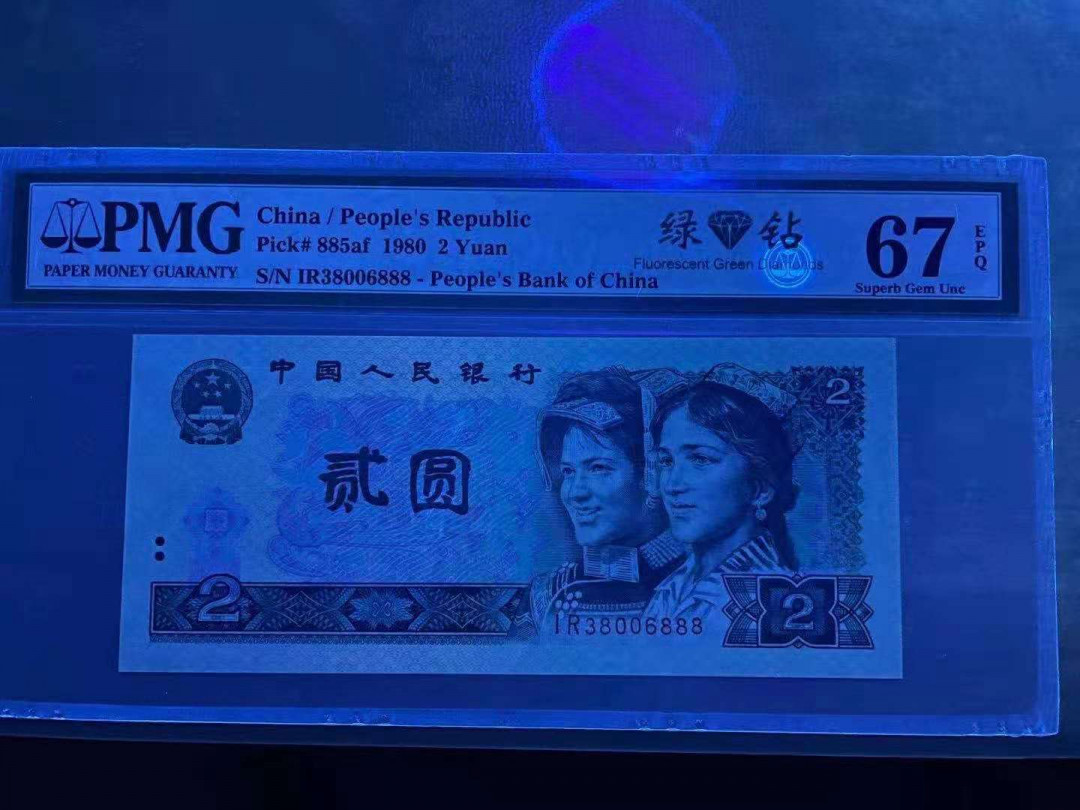 PMG
PAPER MONEY GUARANTY
China / People's Republic
Pick# 885af 1980 2 Yuan
S/N IR38006888 - People's Bank of China
绿 钻
Fluorescent Green Diamonds
67
EPQ
Superb Gem Unc
中国人民银行
2
贰圆
2
IR38006888
2